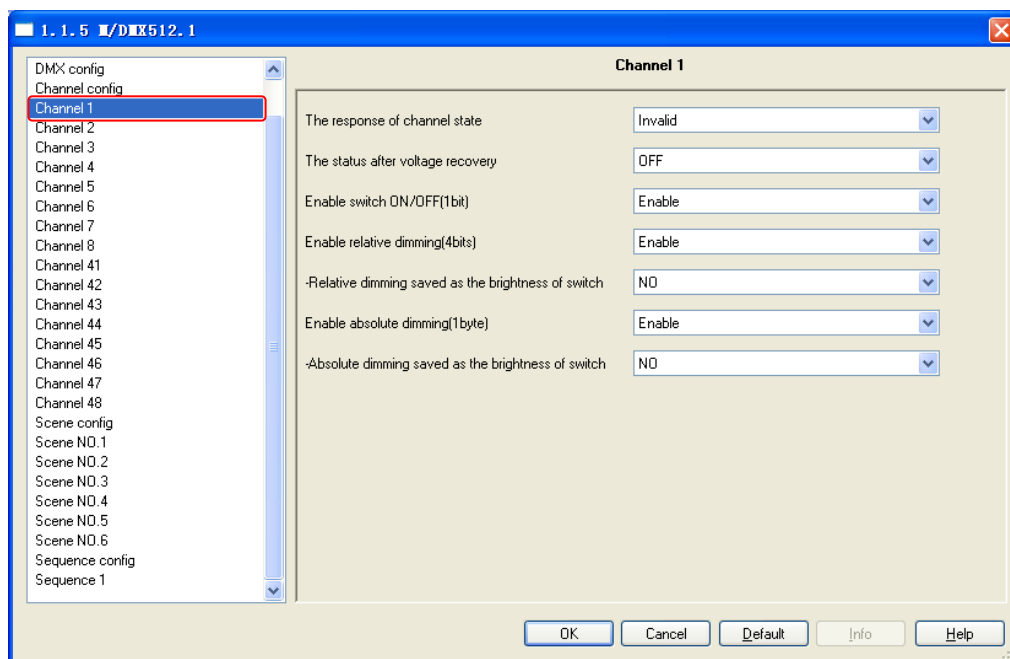 1.1.5 M/DMX512.1
DMX config
Channel config
Channel 1
Channel 2
Channel 3
Channel 4
Channel 5
Channel 6
Channel 7
Channel 8
Channel 41
Channel 42
Channel 43
Channel 44
Channel 45
Channel 46
Channel 47
Channel 48
Scene config
Scene NO.1
Scene NO.2
Scene NO.3
Scene NO.4
Scene NO.5
Scene NO.6
Sequence config
Sequence 1
Channel 1
The response of channel state Invalid
The status after voltage recovery OFF
Enable switch ON/OFF(1bit) Enable
Enable relative dimming(4bits) Enable
-Relative dimming saved as the brightness of switch NO
Enable absolute dimming(1byte) Enable
-Absolute dimming saved as the brightness of switch NO
OK Cancel Default Info Help